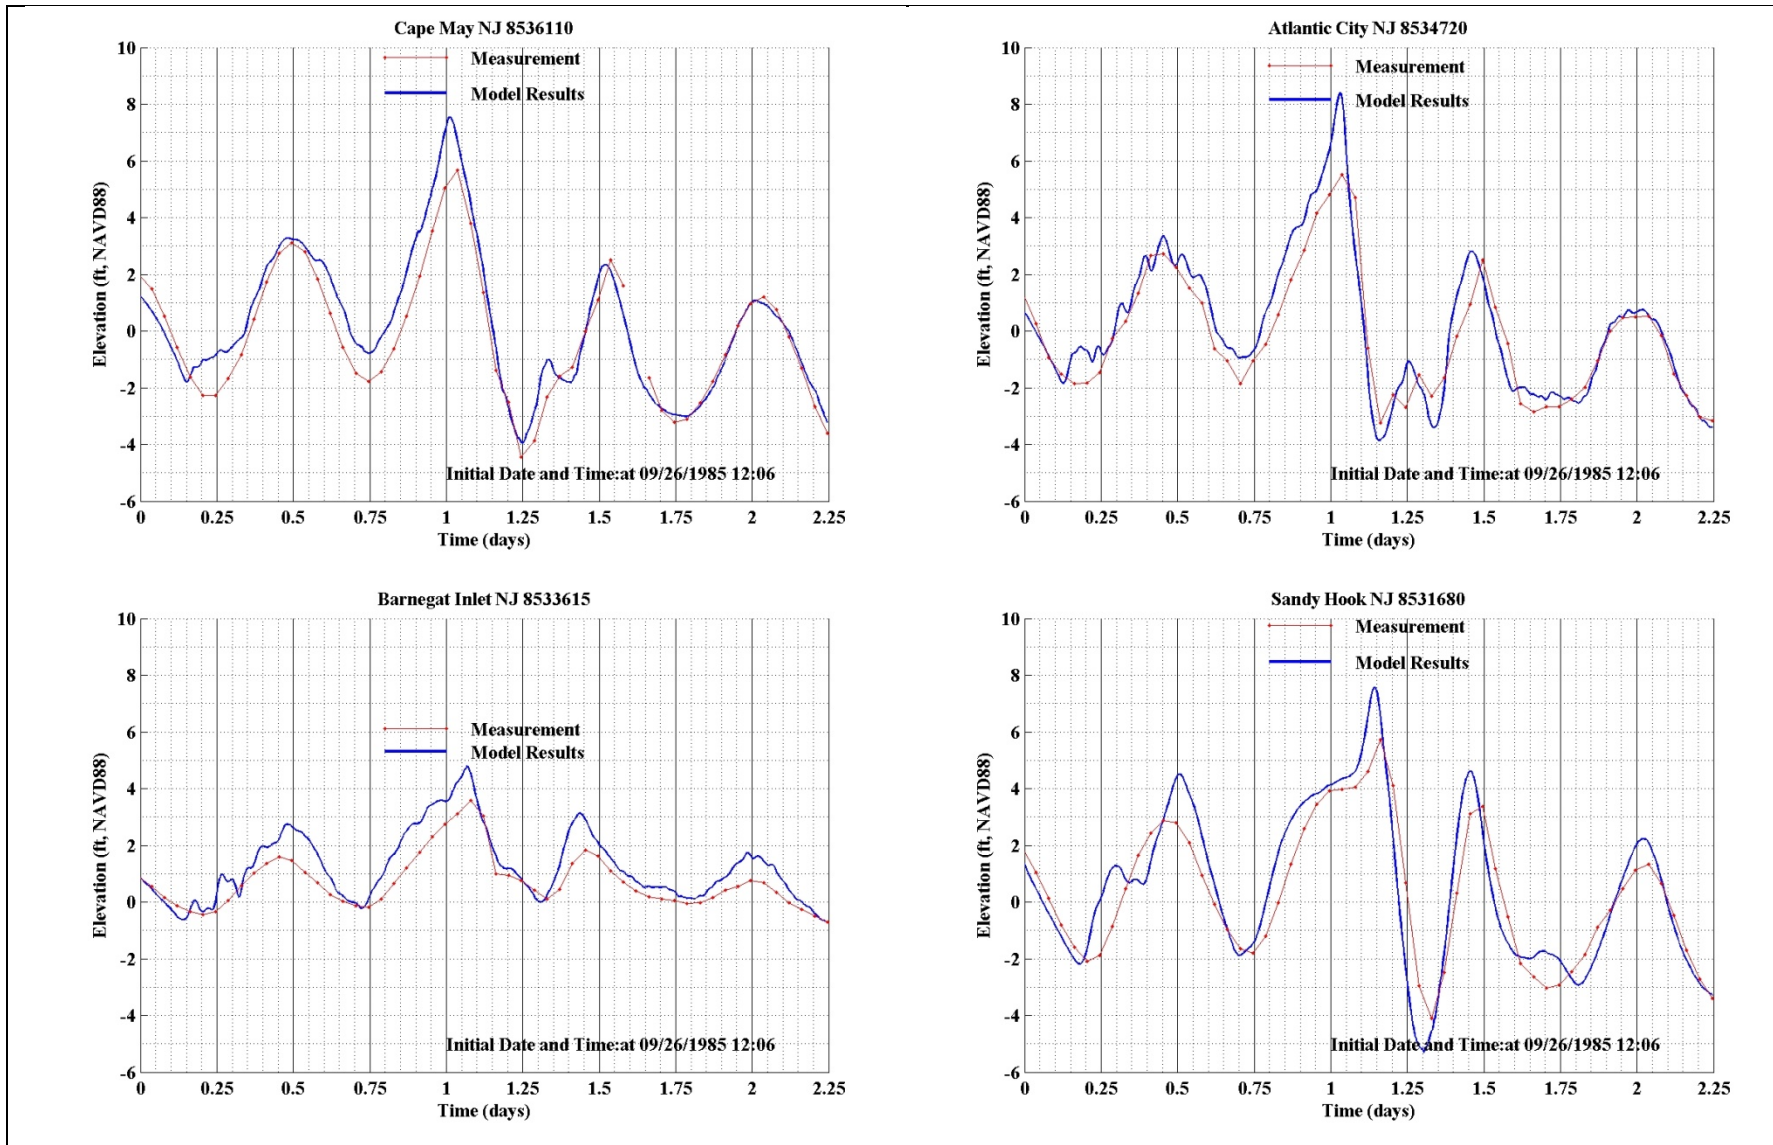 Cape May NJ 8536110
10
8
6
4
2
0
-2
-4
-6
Elevation (ft, NAVD88)
Measurement
Model Results
Initial Date and Time:at 09/26/1985 12:06
0 0.25 0.5 0.75 1 1.25 1.5 1.75 2 2.25
Time (days)
Atlantic City NJ 8534720
10
8
6
4
2
0
-2
-4
-6
Elevation (ft, NAVD88)
Measurement
Model Results
Initial Date and Time:at 09/26/1985 12:06
0 0.25 0.5 0.75 1 1.25 1.5 1.75 2 2.25
Time (days)
Barnegat Inlet NJ 8533615
10
8
6
4
2
0
-2
-4
-6
Elevation (ft, NAVD88)
Measurement
Model Results
Initial Date and Time:at 09/26/1985 12:06
0 0.25 0.5 0.75 1 1.25 1.5 1.75 2 2.25
Time (days)
Sandy Hook NJ 8531680
10
8
6
4
2
0
-2
-4
-6
Elevation (ft, NAVD88)
Measurement
Model Results
Initial Date and Time:at 09/26/1985 12:06
0 0.25 0.5 0.75 1 1.25 1.5 1.75 2 2.25
Time (days)